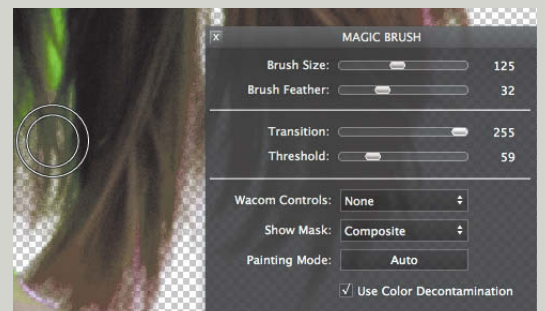 x MAGIC BRUSH
Brush Size: 125
Brush Feather: 32
Transition: 255
Threshold: 59
Wacom Controls: None
Show Mask: Composite
Painting Mode: Auto
✓ Use Color Decontamination